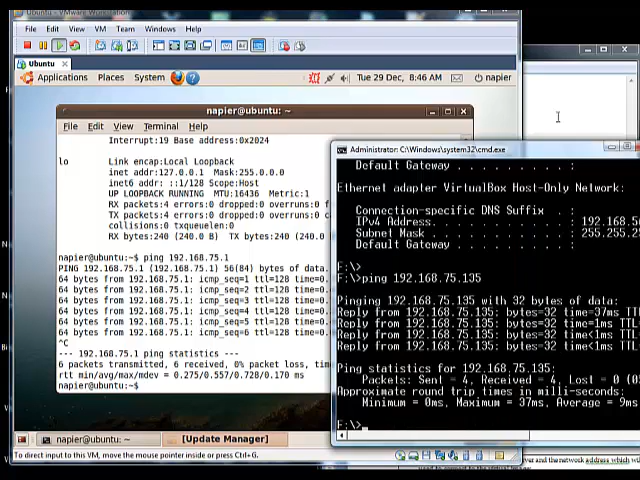 Ubuntu - VMware Workstation
File Edit View VM Team Windows Help
Ubuntu x
Applications Places System Tue 29 Dec, 8:46 AM napier
napier@ubuntu: ~
File Edit View Terminal Help
Interrupt:19 Base address:0x2024
lo Link encap:Local Loopback
inet addr:127.0.0.1 Mask:255.0.0.0
inet6 addr: ::1/128 Scope:Host
UP LOOPBACK RUNNING MTU:16436 Metric:1
RX packets:4 errors:0 dropped:0 overruns:0 f
TX packets:4 errors:0 dropped:0 overruns:0 c
collisions:0 txqueuelen:0
RX bytes:240 (240.0 B) TX bytes:240 (240.0
napier@ubuntu:~$ ping 192.168.75.1
PING 192.168.75.1 (192.168.75.1) 56(84) bytes of data.
64 bytes from 192.168.75.1: icmp_seq=1 ttl=128 time=0.
64 bytes from 192.168.75.1: icmp_seq=2 ttl=128 time=0.
64 bytes from 192.168.75.1: icmp_seq=3 ttl=128 time=0.
64 bytes from 192.168.75.1: icmp_seq=4 ttl=128 time=0.
64 bytes from 192.168.75.1: icmp_seq=5 ttl=128 time=0.
64 bytes from 192.168.75.1: icmp_seq=6 ttl=128 time=0.
^C
--- 192.168.75.1 ping statistics ---
6 packets transmitted, 6 received, 0% packet loss, tim
rtt min/avg/max/mdev = 0.275/0.557/0.728/0.170 ms
napier@ubuntu:~$
Administrator: C:\Windows\system32\cmd.exe
Default Gateway . . . . . . . . . :
Ethernet adapter VirtualBox Host-Only Network:
Connection-specific DNS Suffix . :
IPv4 Address. . . . . . . . . . . : 192.168.56
Subnet Mask . . . . . . . . . . . : 255.255.25
Default Gateway . . . . . . . . . :
F:\>
F:\>ping 192.168.75.135
Pinging 192.168.75.135 with 32 bytes of data:
Reply from 192.168.75.135: bytes=32 time=37ms TT
Reply from 192.168.75.135: bytes=32 time=1ms TTL=
Reply from 192.168.75.135: bytes=32 time<1ms TTL=
Reply from 192.168.75.135: bytes=32 time<1ms TTL=
Ping statistics for 192.168.75.135:
Packets: Sent = 4, Received = 4, Lost = 0 (0
Approximate round trip times in milli-seconds:
Minimum = 0ms, Maximum = 37ms, Average = 9ms
F:\>
napier@ubuntu: ~ [Update Manager]
To direct input to this VM, move the mouse pointer inside or press Ctrl+G.
er and the network address which w